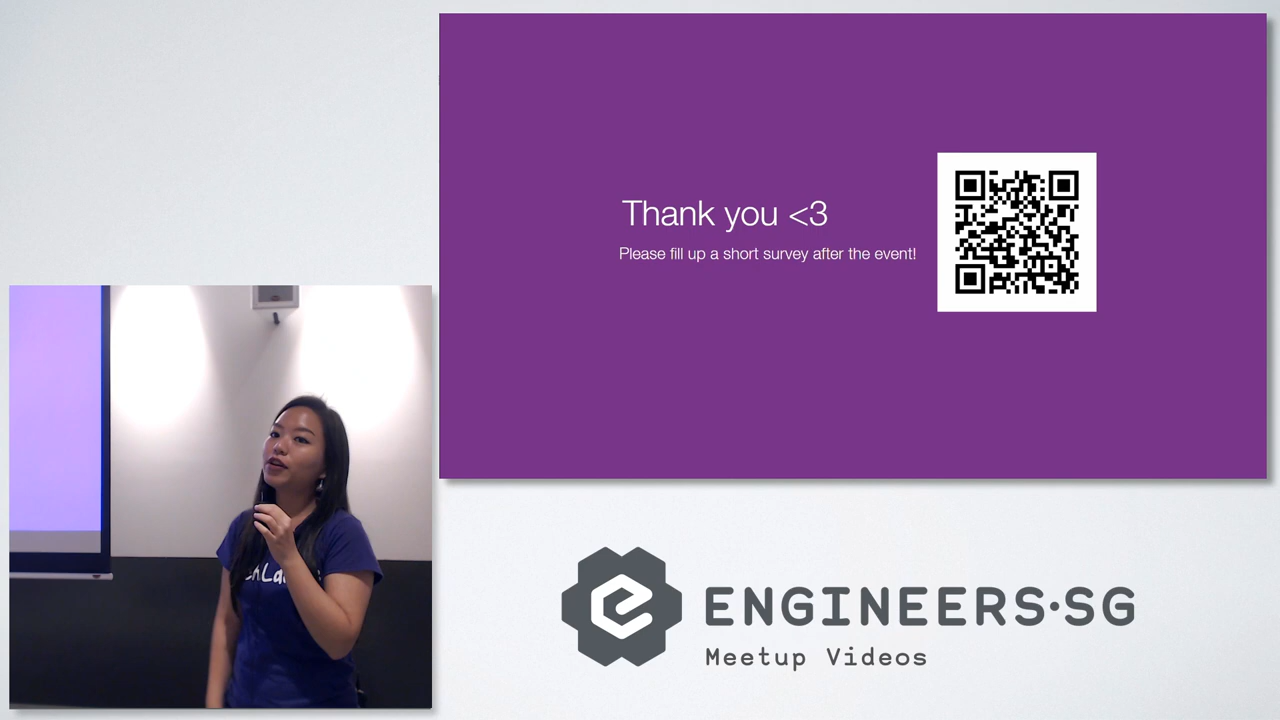 Thank you <3
Please fill up a short survey after the event!
ENGINEERS·SG
Meetup Videos